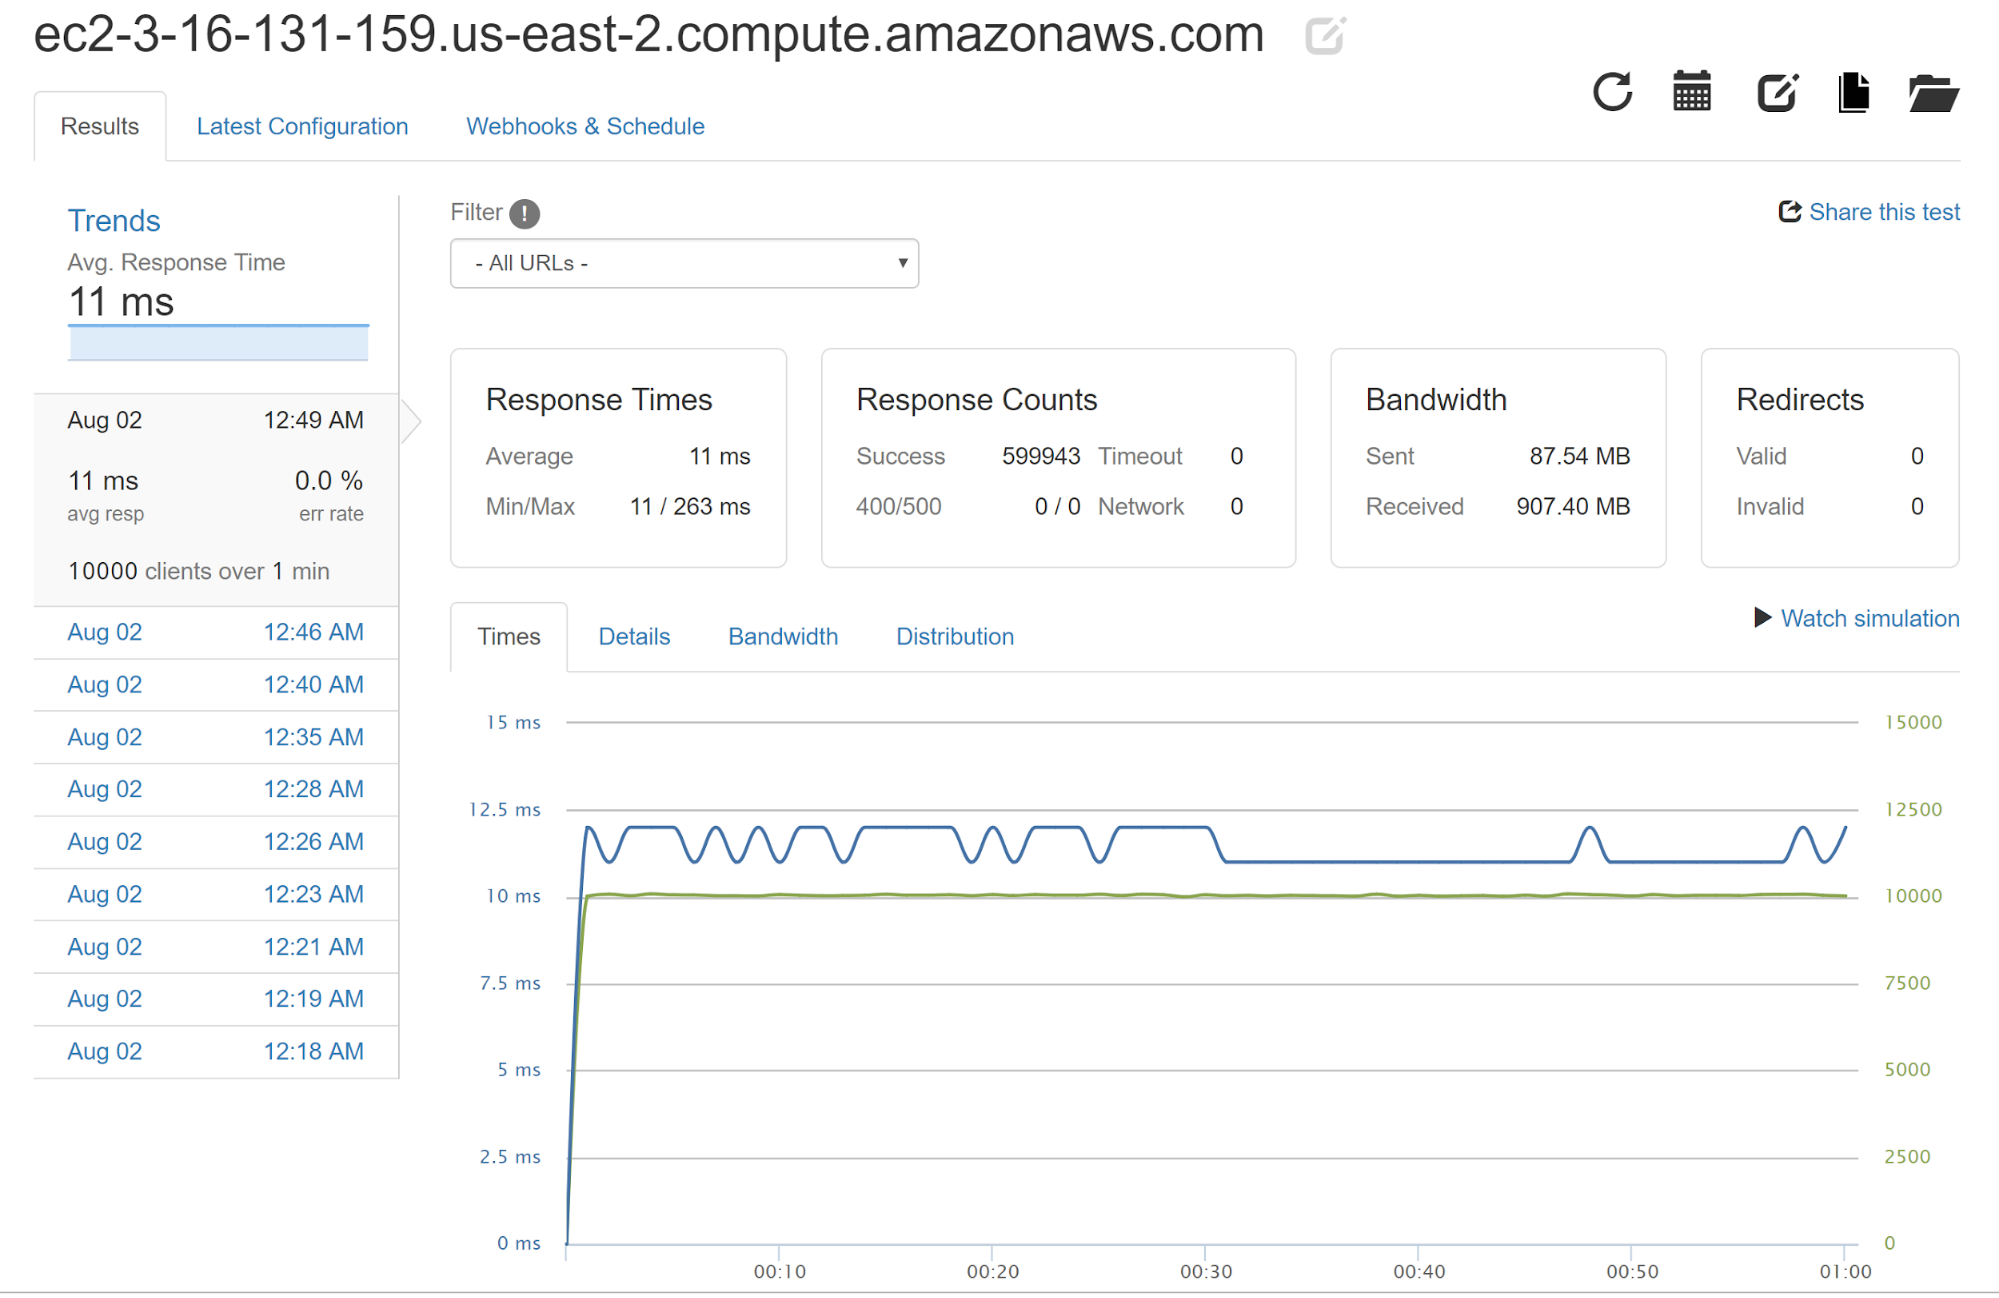 ec2-3-16-131-159.us-east-2.compute.amazonaws.com
Results Latest Configuration Webhooks & Schedule
Trends
Avg. Response Time
11 ms
Aug 02 12:49 AM
11 ms 0.0 %
avg resp err rate
10000 clients over 1 min
Aug 02 12:46 AM
Aug 02 12:40 AM
Aug 02 12:35 AM
Aug 02 12:28 AM
Aug 02 12:26 AM
Aug 02 12:23 AM
Aug 02 12:21 AM
Aug 02 12:19 AM
Aug 02 12:18 AM
Filter !
Share this test
- All URLs -
Response Times
Average 11 ms
Min/Max 11 / 263 ms
Response Counts
Success 599943 Timeout 0
400/500 0 / 0 Network 0
Bandwidth
Sent 87.54 MB
Received 907.40 MB
Redirects
Valid 0
Invalid 0
Times Details Bandwidth Distribution
Watch simulation
15 ms 15000
12.5 ms 12500
10 ms 10000
7.5 ms 7500
5 ms 5000
2.5 ms 2500
0 ms 0
00:10 00:20 00:30 00:40 00:50 01:00